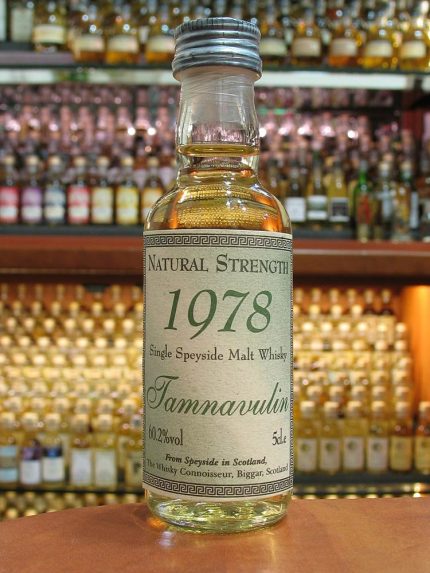 NATURAL STRENGTH
1978
Single Speyside Malt Whisky
Tamnavulin
60.2%vol 5cl.e
From Speyside in Scotland,
The Whisky Connoisseur, Biggar, Scotland